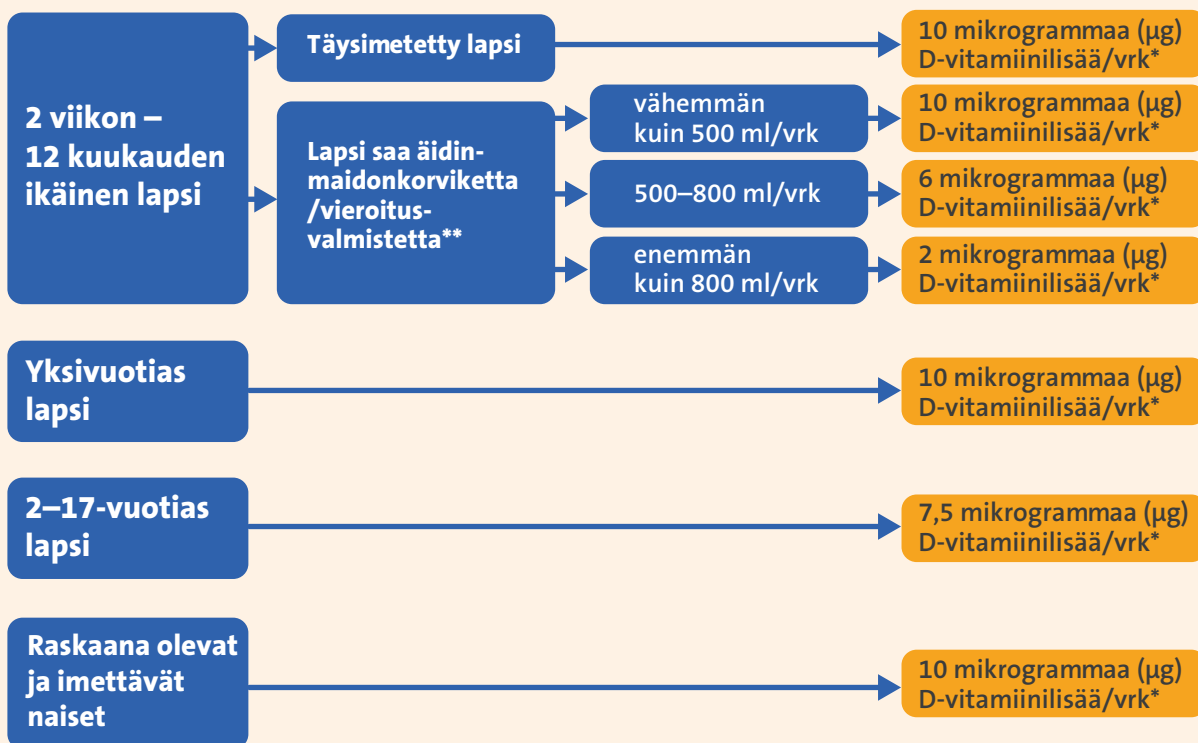 2 viikon –
12 kuukauden
ikäinen lapsi
Täysimetetty lapsi
10 mikrogrammaa (µg)
D-vitamiinilisää/vrk*
Lapsi saa äidin-
maidonkorviketta
/vieroitus-
valmistetta**
vähemmän
kuin 500 ml/vrk
10 mikrogrammaa (µg)
D-vitamiinilisää/vrk*
500–800 ml/vrk
6 mikrogrammaa (µg)
D-vitamiinilisää/vrk*
enemmän
kuin 800 ml/vrk
2 mikrogrammaa (µg)
D-vitamiinilisää/vrk*
Yksivuotias
lapsi
10 mikrogrammaa (µg)
D-vitamiinilisää/vrk*
2–17-vuotias
lapsi
7,5 mikrogrammaa (µg)
D-vitamiinilisää/vrk*
Raskaana olevat
ja imettävät
naiset
10 mikrogrammaa (µg)
D-vitamiinilisää/vrk*